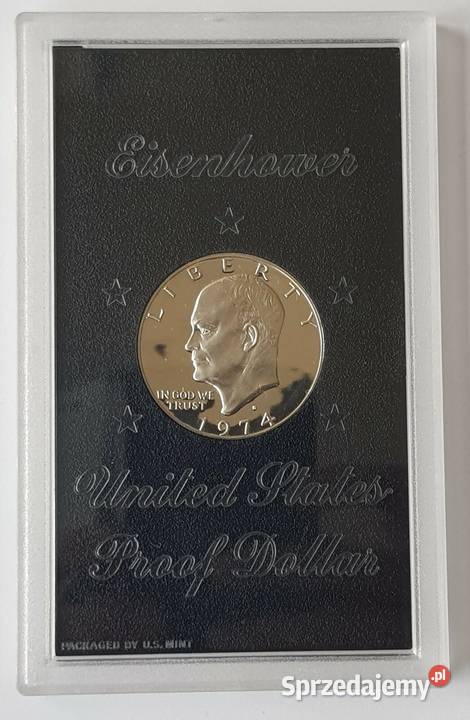 Eisenhower
LIBERTY
IN GOD WE
TRUST
S
1974
United States
Proof Dollar
PACKAGED BY U.S. MINT
Sprzedajemy.pl